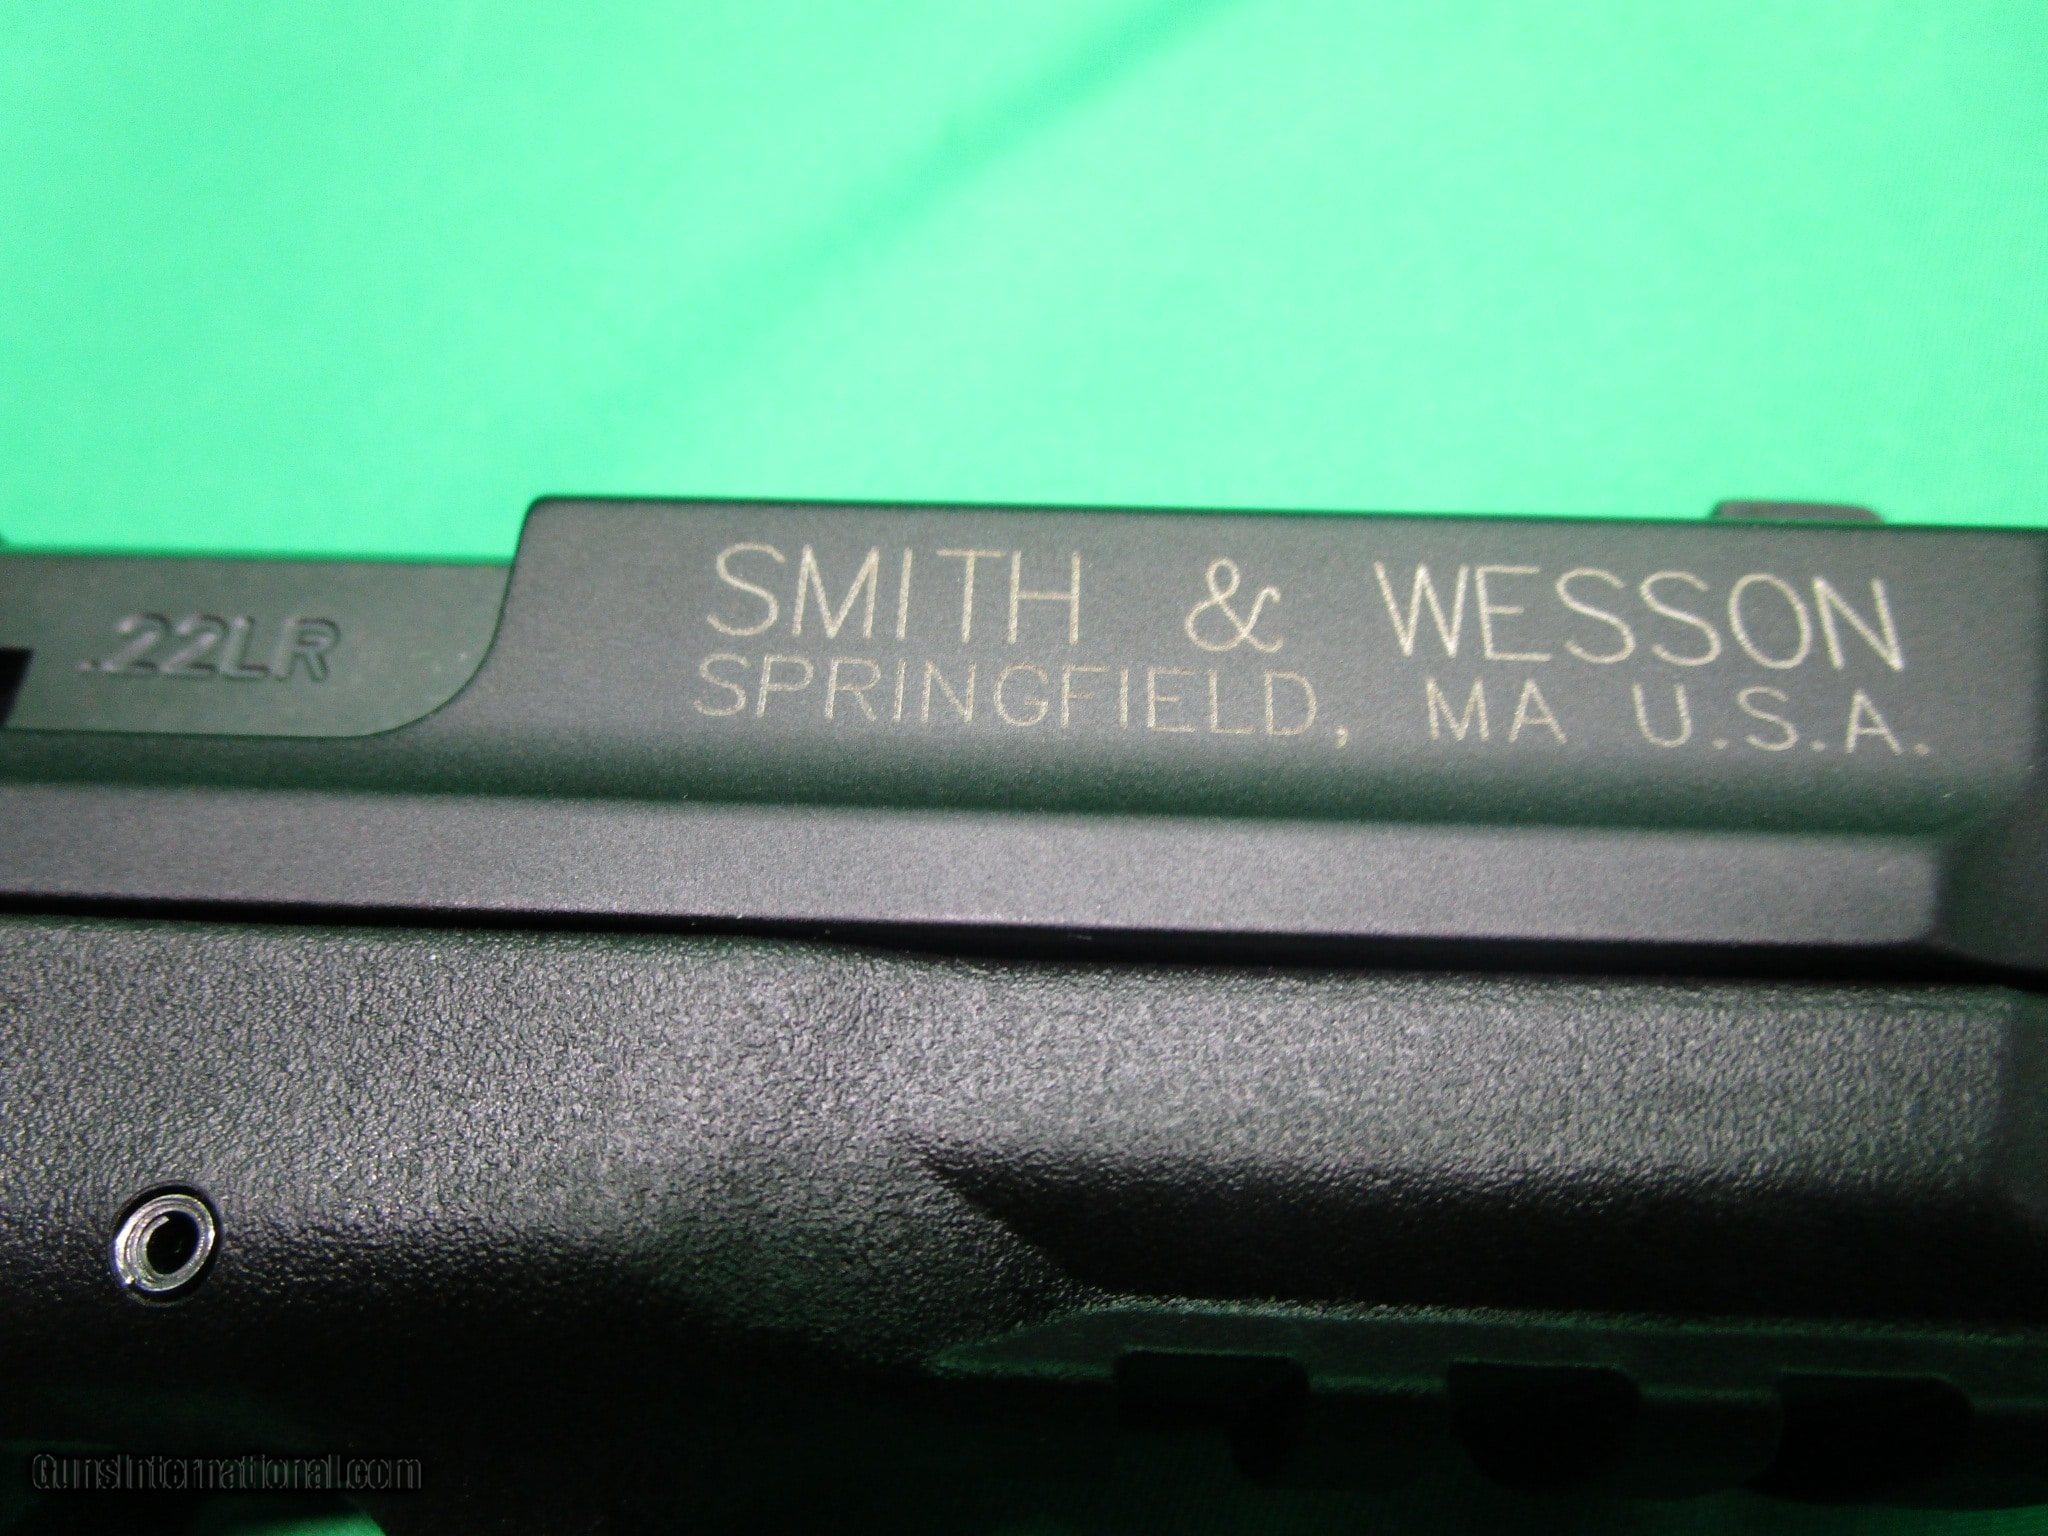 .22LR
SMITH & WESSON
SPRINGFIELD, MA U.S.A.
GunsInternational.com